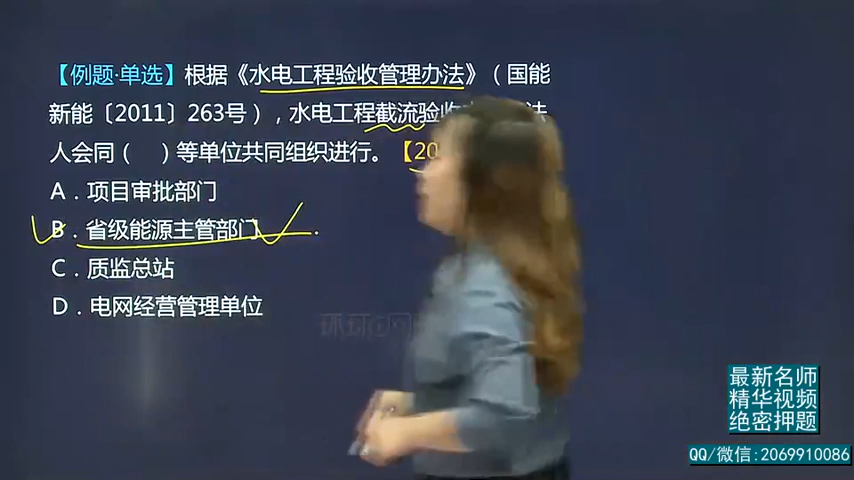 【例题·单选】根据《水电工程验收管理办法》(国能
新能〔2011〕263号),水电工程截流验收 法
人会同( )等单位共同组织进行。【20
A.项目审批部门
B.省级能源主管部门
C.质监总站
D.电网经营管理单位
环球@网
最新名师
精华视频
绝密押题
QQ/微信:2069910086